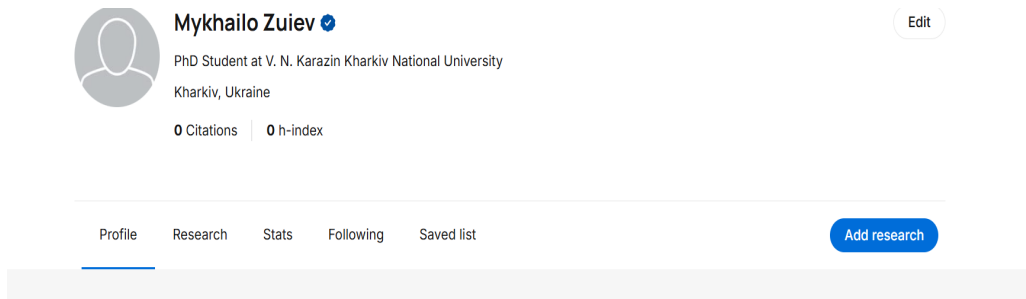 Mykhailo Zuiev
Edit
PhD Student at V. N. Karazin Kharkiv National University
Kharkiv, Ukraine
0 Citations 0 h-index
Profile Research Stats Following Saved list Add research